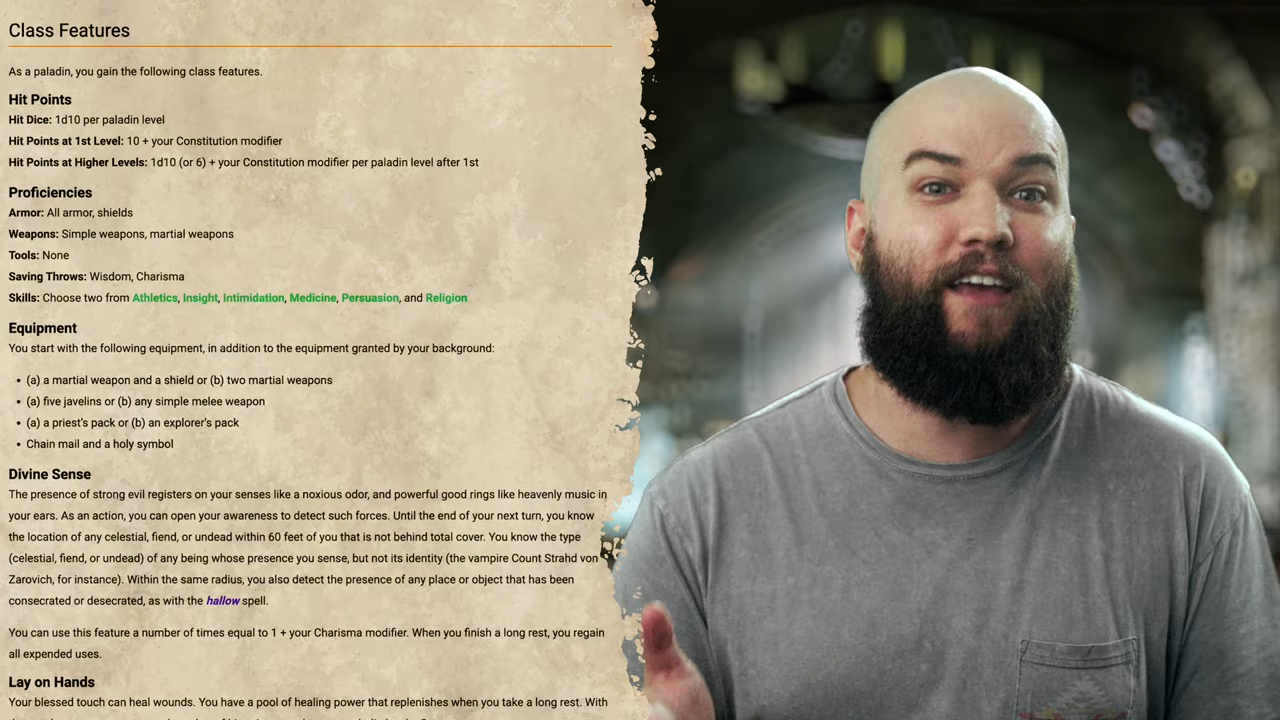 Class Features
As a paladin, you gain the following class features.
Hit Points
Hit Dice: 1d10 per paladin level
Hit Points at 1st Level: 10 + your Constitution modifier
Hit Points at Higher Levels: 1d10 (or 6) + your Constitution modifier per paladin level after 1st
Proficiencies
Armor: All armor, shields
Weapons: Simple weapons, martial weapons
Tools: None
Saving Throws: Wisdom, Charisma
Skills: Choose two from Athletics, Insight, Intimidation, Medicine, Persuasion, and Religion
Equipment
You start with the following equipment, in addition to the equipment granted by your background:
• (a) a martial weapon and a shield or (b) two martial weapons
• (a) five javelins or (b) any simple melee weapon
• (a) a priest's pack or (b) an explorer's pack
• Chain mail and a holy symbol
Divine Sense
The presence of strong evil registers on your senses like a noxious odor, and powerful good rings like heavenly music in
your ears. As an action, you can open your awareness to detect such forces. Until the end of your next turn, you know
the location of any celestial, fiend, or undead within 60 feet of you that is not behind total cover. You know the type
(celestial, fiend, or undead) of any being whose presence you sense, but not its identity (the vampire Count Strahd von
Zarovich, for instance). Within the same radius, you also detect the presence of any place or object that has been
consecrated or desecrated, as with the hallow spell.
You can use this feature a number of times equal to 1 + your Charisma modifier. When you finish a long rest, you regain
all expended uses.
Lay on Hands
Your blessed touch can heal wounds. You have a pool of healing power that replenishes when you take a long rest. With